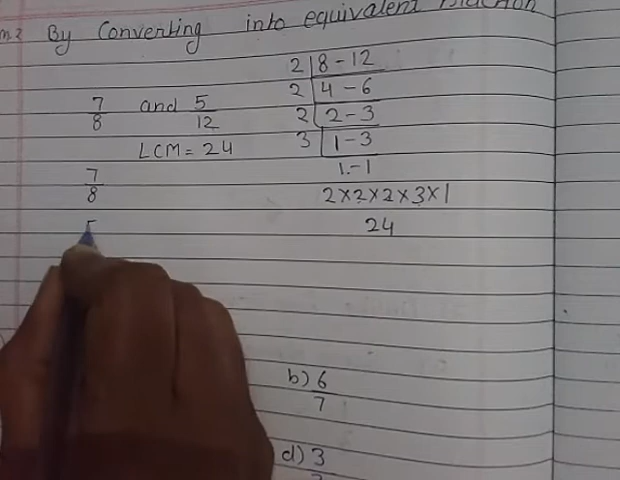 By Converting into equivalent
2 | 8 - 12
2 | 4 - 6
7/8 and 5/12
2 | 2 - 3
LCM = 24
3 | 1 - 3
1 - 1
7/8
2×2×2×3×1
5
24
b) 6/7
d) 3